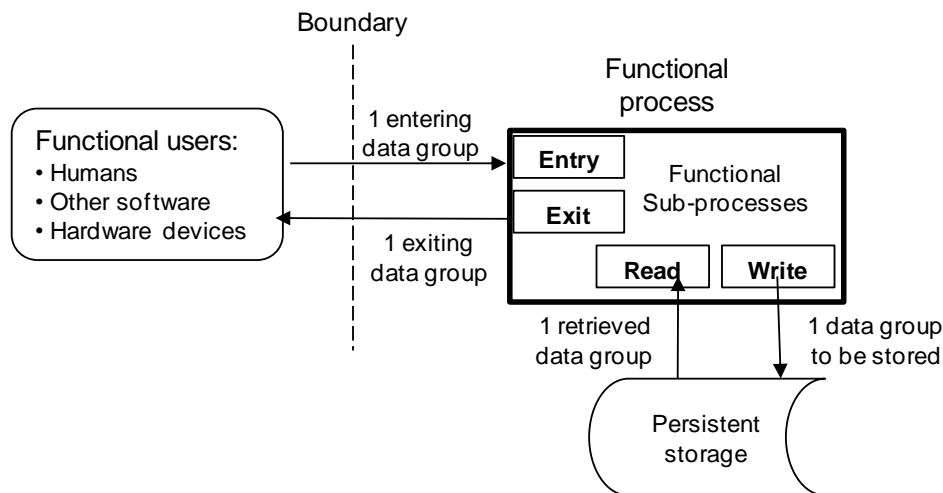 Boundary
Functional
process
Functional users:
• Humans
• Other software
• Hardware devices
1 entering
data group
1 exiting
data group
Entry
Exit
Functional
Sub-processes
Read
Write
1 retrieved
data group
1 data group
to be stored
Persistent
storage